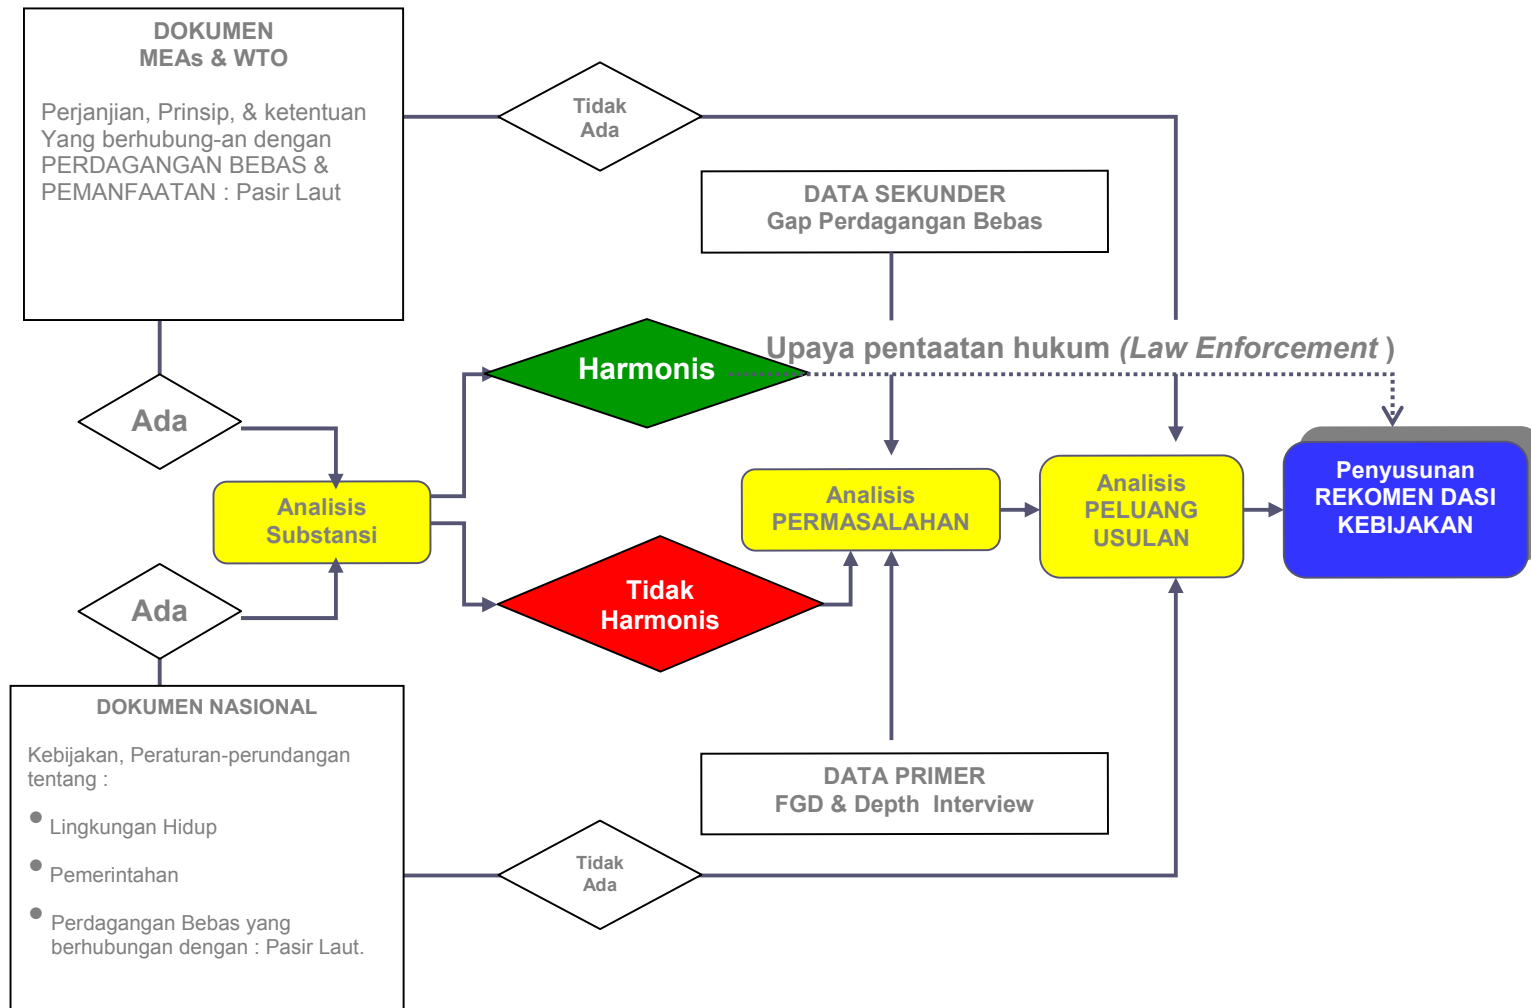 DOKUMEN
MEAs & WTO
Perjanjian, Prinsip, & ketentuan
Yang berhubung-an dengan
PERDAGANGAN BEBAS &
PEMANFAATAN : Pasir Laut
Tidak
Ada
DATA SEKUNDER
Gap Perdagangan Bebas
Upaya pentaatan hukum (Law Enforcement )
Harmonis
Ada
Analisis
Substansi
Analisis
PERMASALAHAN
Analisis
PELUANG
USULAN
Penyusunan
REKOMEN DASI
KEBIJAKAN
Ada
Tidak
Harmonis
DOKUMEN NASIONAL
Kebijakan, Peraturan-perundangan
tentang :
• Lingkungan Hidup
• Pemerintahan
• Perdagangan Bebas yang
berhubungan dengan : Pasir Laut.
DATA PRIMER
FGD & Depth Interview
Tidak
Ada